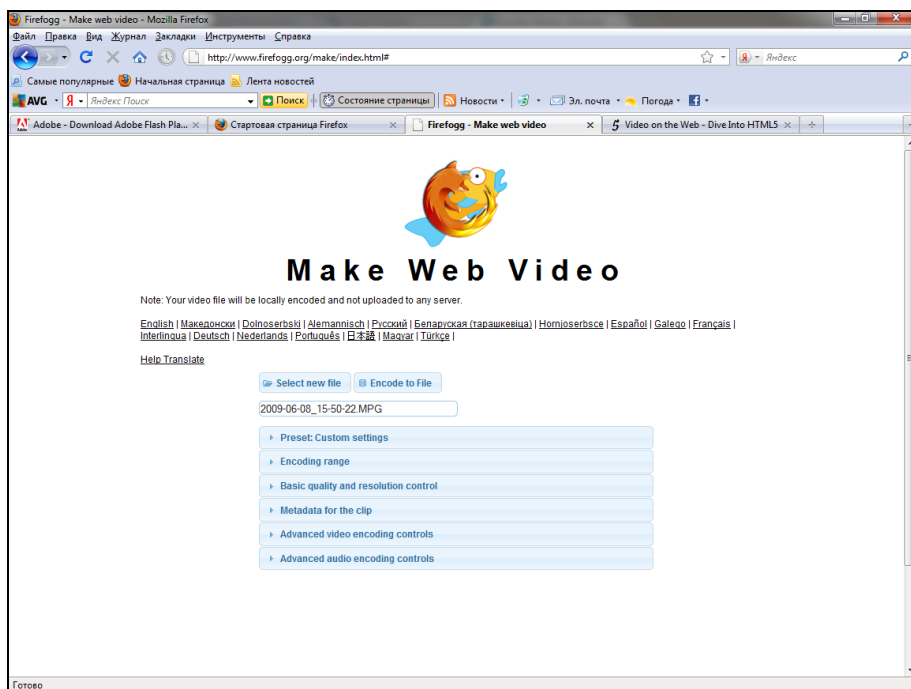 Firefogg - Make web video - Mozilla Firefox
Файл Правка Вид Журнал Закладки Инструменты Справка
http://www.firefogg.org/make/index.html# Яндекс
Самые популярные Начальная страница Лента новостей
AVG Я Яндекс Поиск Поиск Состояние страницы Новости Эл. почта Погода
Adobe - Download Adobe Flash Pla... Стартовая страница Firefox Firefogg - Make web video Video on the Web - Dive Into HTML5
Make Web Video
Note: Your video file will be locally encoded and not uploaded to any server.
English | Македонски | Dolnoserbski | Alemannisch | Русский | Беларуская (тарашкевіца) | Hornjoserbsce | Español | Galego | Français |
Interlingua | Deutsch | Nederlands | Português | 日本語 | Magyar | Türkçe |
Help Translate
Select new file Encode to File
2009-06-08_15-50-22.MPG
Preset: Custom settings
Encoding range
Basic quality and resolution control
Metadata for the clip
Advanced video encoding controls
Advanced audio encoding controls
Готово